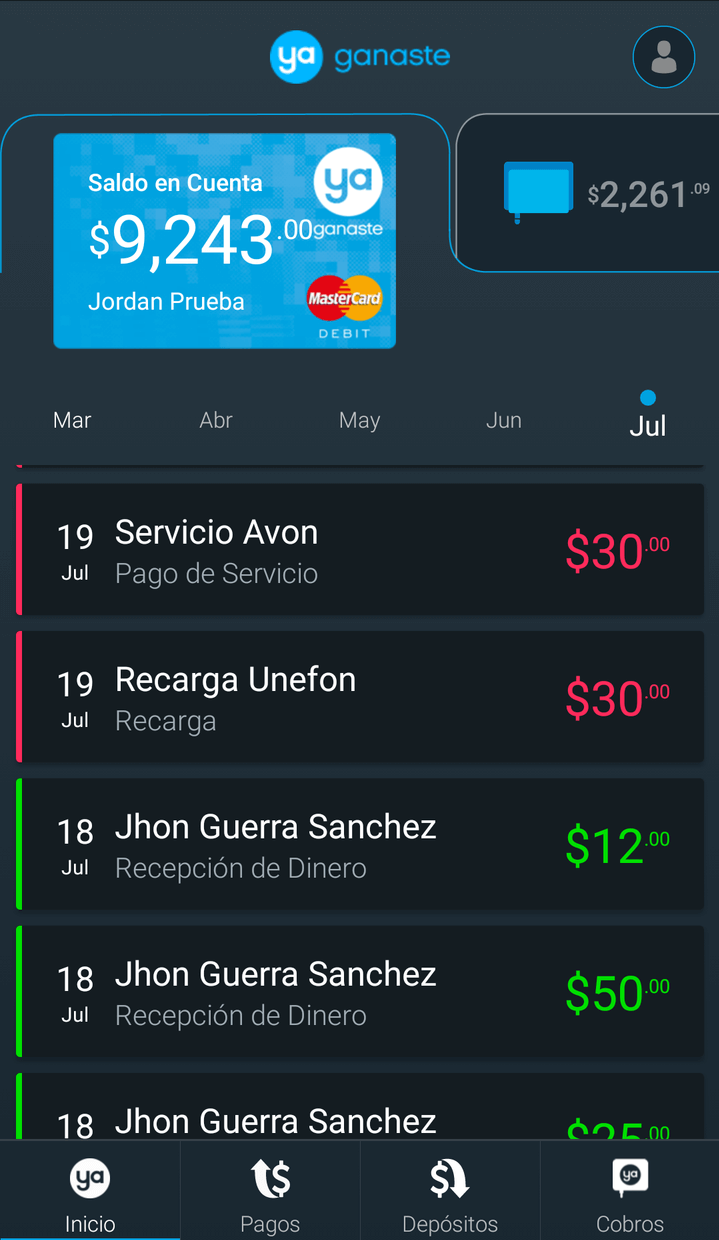 ya ganaste
Saldo en Cuenta
ya
$9,243.00
ganaste
Jordan Prueba
MasterCard
DEBIT
$2,261.09
Mar Abr May Jun Jul
19 Servicio Avon $30.00
Jul Pago de Servicio
19 Recarga Unefon $30.00
Jul Recarga
18 Jhon Guerra Sanchez $12.00
Jul Recepción de Dinero
18 Jhon Guerra Sanchez $50.00
Jul Recepción de Dinero
18 Jhon Guerra Sanchez $25.00
ya $ $ ya
Inicio Pagos Depósitos Cobros